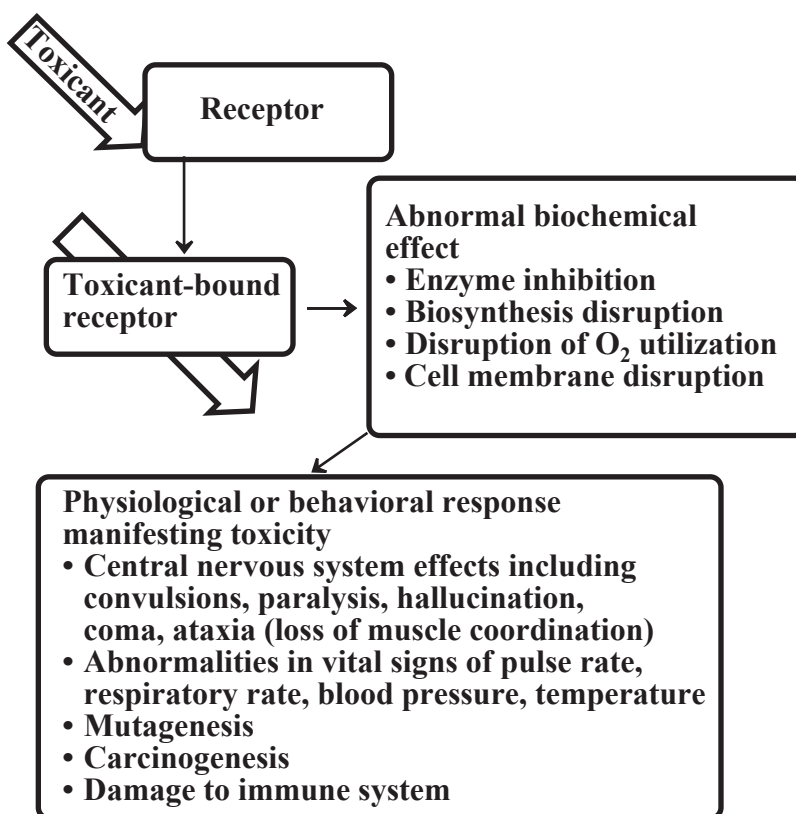 Toxicant
Receptor
Toxicant-bound
receptor
Abnormal biochemical
effect
• Enzyme inhibition
• Biosynthesis disruption
• Disruption of O₂ utilization
• Cell membrane disruption
Physiological or behavioral response
manifesting toxicity
• Central nervous system effects including
convulsions, paralysis, hallucination,
coma, ataxia (loss of muscle coordination)
• Abnormalities in vital signs of pulse rate,
respiratory rate, blood pressure, temperature
• Mutagenesis
• Carcinogenesis
• Damage to immune system